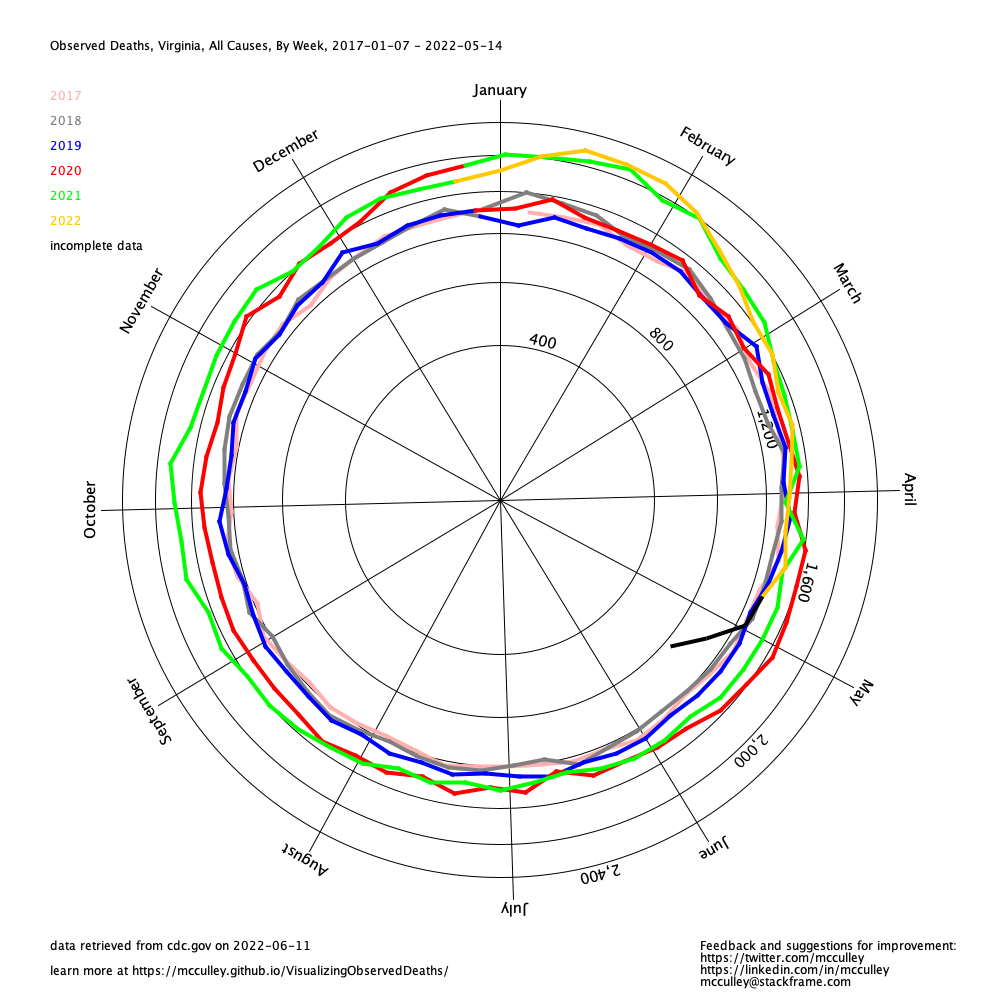 Observed Deaths, Virginia, All Causes, By Week, 2017-01-07 - 2022-05-14
January
2017
2018
2019
2020
2021
2022
incomplete data
December
February
November
March
400
800
1,200
October
April
1,600
September
May
2,000
August
June
2,400
July
data retrieved from cdc.gov on 2022-06-11
learn more at https://mcculley.github.io/VisualizingObservedDeaths/
Feedback and suggestions for improvement:
https://twitter.com/mcculley
https://linkedin.com/in/mcculley
mcculley@stackframe.com